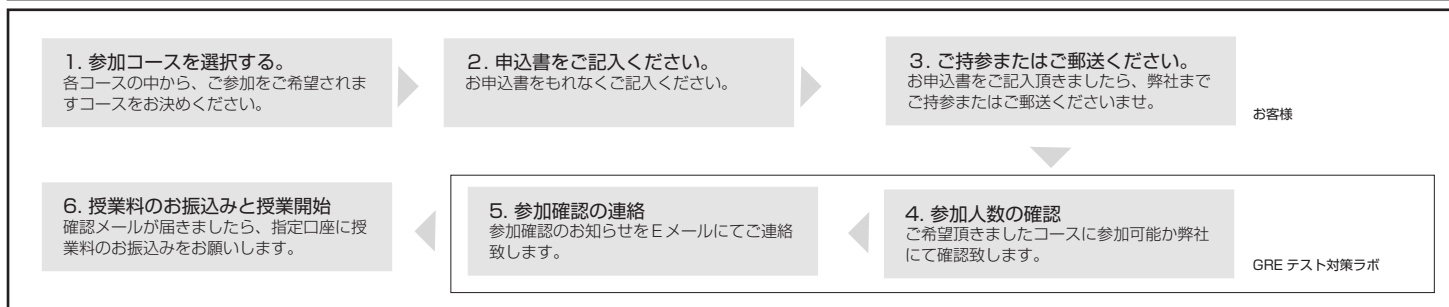 1. 参加コースを選択する。
各コースの中から、ご参加をご希望されま
すコースをお決めください。
2. 申込書をご記入ください。
お申込書をもれなくご記入ください。
3. ご持参またはご郵送ください。
お申込書をご記入頂きましたら、弊社まで
ご持参またはご郵送くださいませ。
お客様
4. 参加人数の確認
ご希望頂きましたコースに参加可能か弊社
にて確認致します。
GRE テスト対策ラボ
5. 参加確認の連絡
参加確認のお知らせをEメールにてご連絡
致します。
6. 授業料のお振込みと授業開始
確認メールが届きましたら、指定口座に授
業料のお振込みをお願いします。